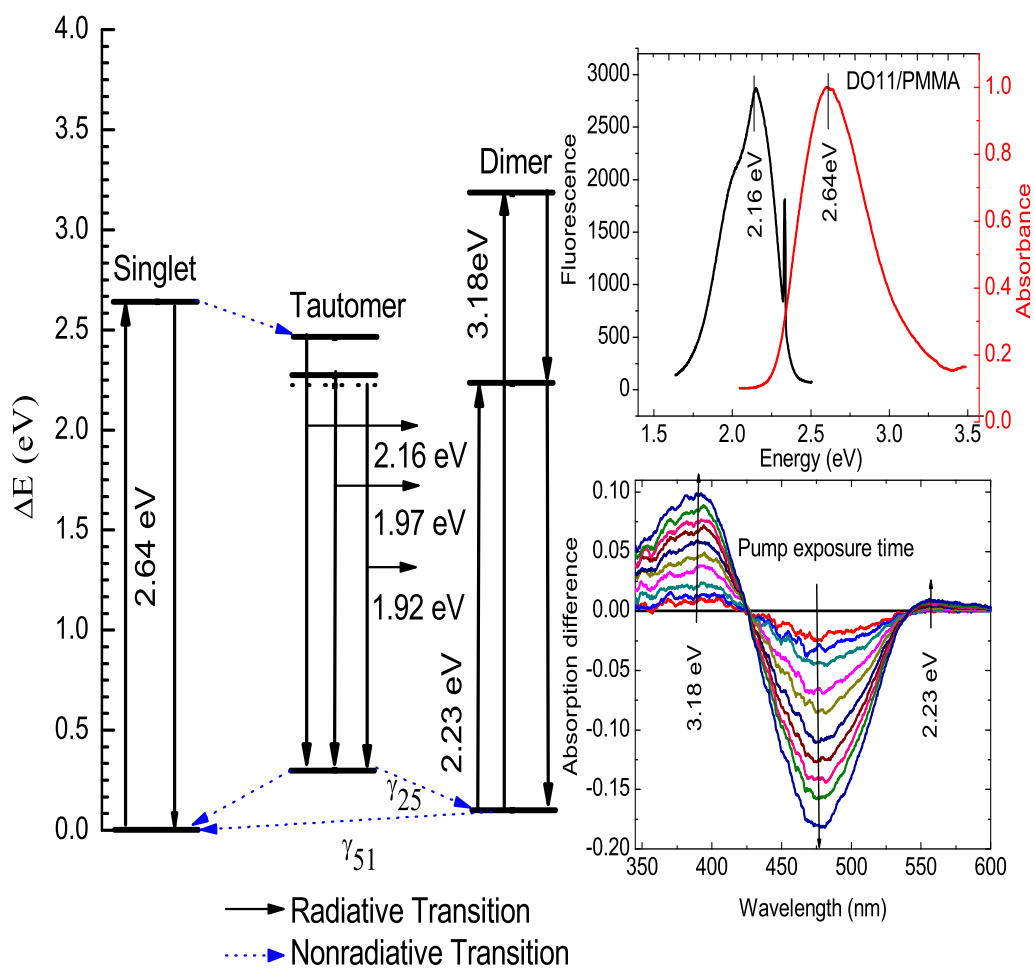 4.0
3.5
3.0
2.5
2.0
1.5
1.0
0.5
0.0
ΔE (eV)
Singlet
Tautomer
Dimer
2.64 eV
3.18eV
2.23 eV
2.16 eV
1.97 eV
1.92 eV
γ25
γ51
Radiative Transition
Nonradiative Transition
DO11/PMMA
3000
2500
2000
1500
1000
500
0
Fluorescence
2.16 eV
2.64eV
1.0
0.8
0.6
0.4
0.2
0.0
Absorbance
1.5 2.0 2.5 3.0 3.5
Energy (eV)
0.10
0.05
0.00
-0.05
-0.10
-0.15
-0.20
Absorption difference
Pump exposure time
3.18 eV
2.23 eV
350 400 450 500 550 600
Wavelength (nm)